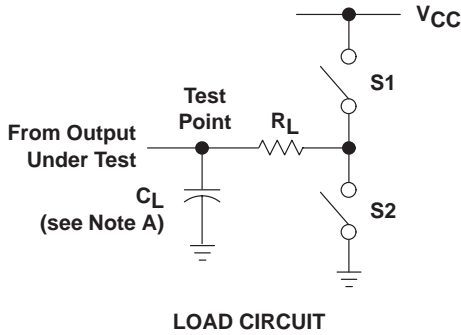 VCC
S1
Test
Point
RL
From Output
Under Test
CL
(see Note A)
S2
LOAD CIRCUIT